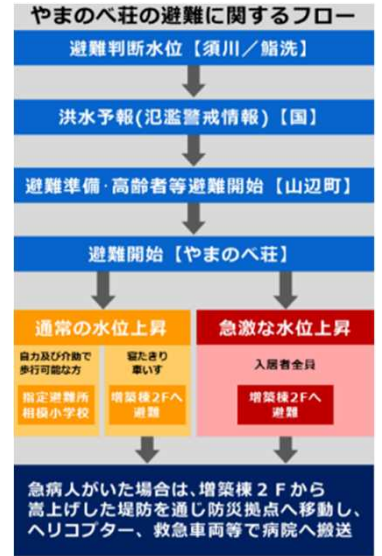 やまのべ荘の避難に関するフロー
避難判断水位【須川／鮨洗】
洪水予報(氾濫警戒情報)【国】
避難準備・高齢者等避難開始【山辺町】
避難開始【やまのべ荘】
通常の水位上昇
自力及び介助で
歩行可能な方
指定避難所
相模小学校
寝たきり
車いす
増築棟2Fへ
避難
急激な水位上昇
入居者全員
増築棟2Fへ
避難
急病人がいた場合は、増築棟２Ｆから
嵩上げした堤防を通じ防災拠点へ移動し、
ヘリコプター、救急車両等で病院へ搬送